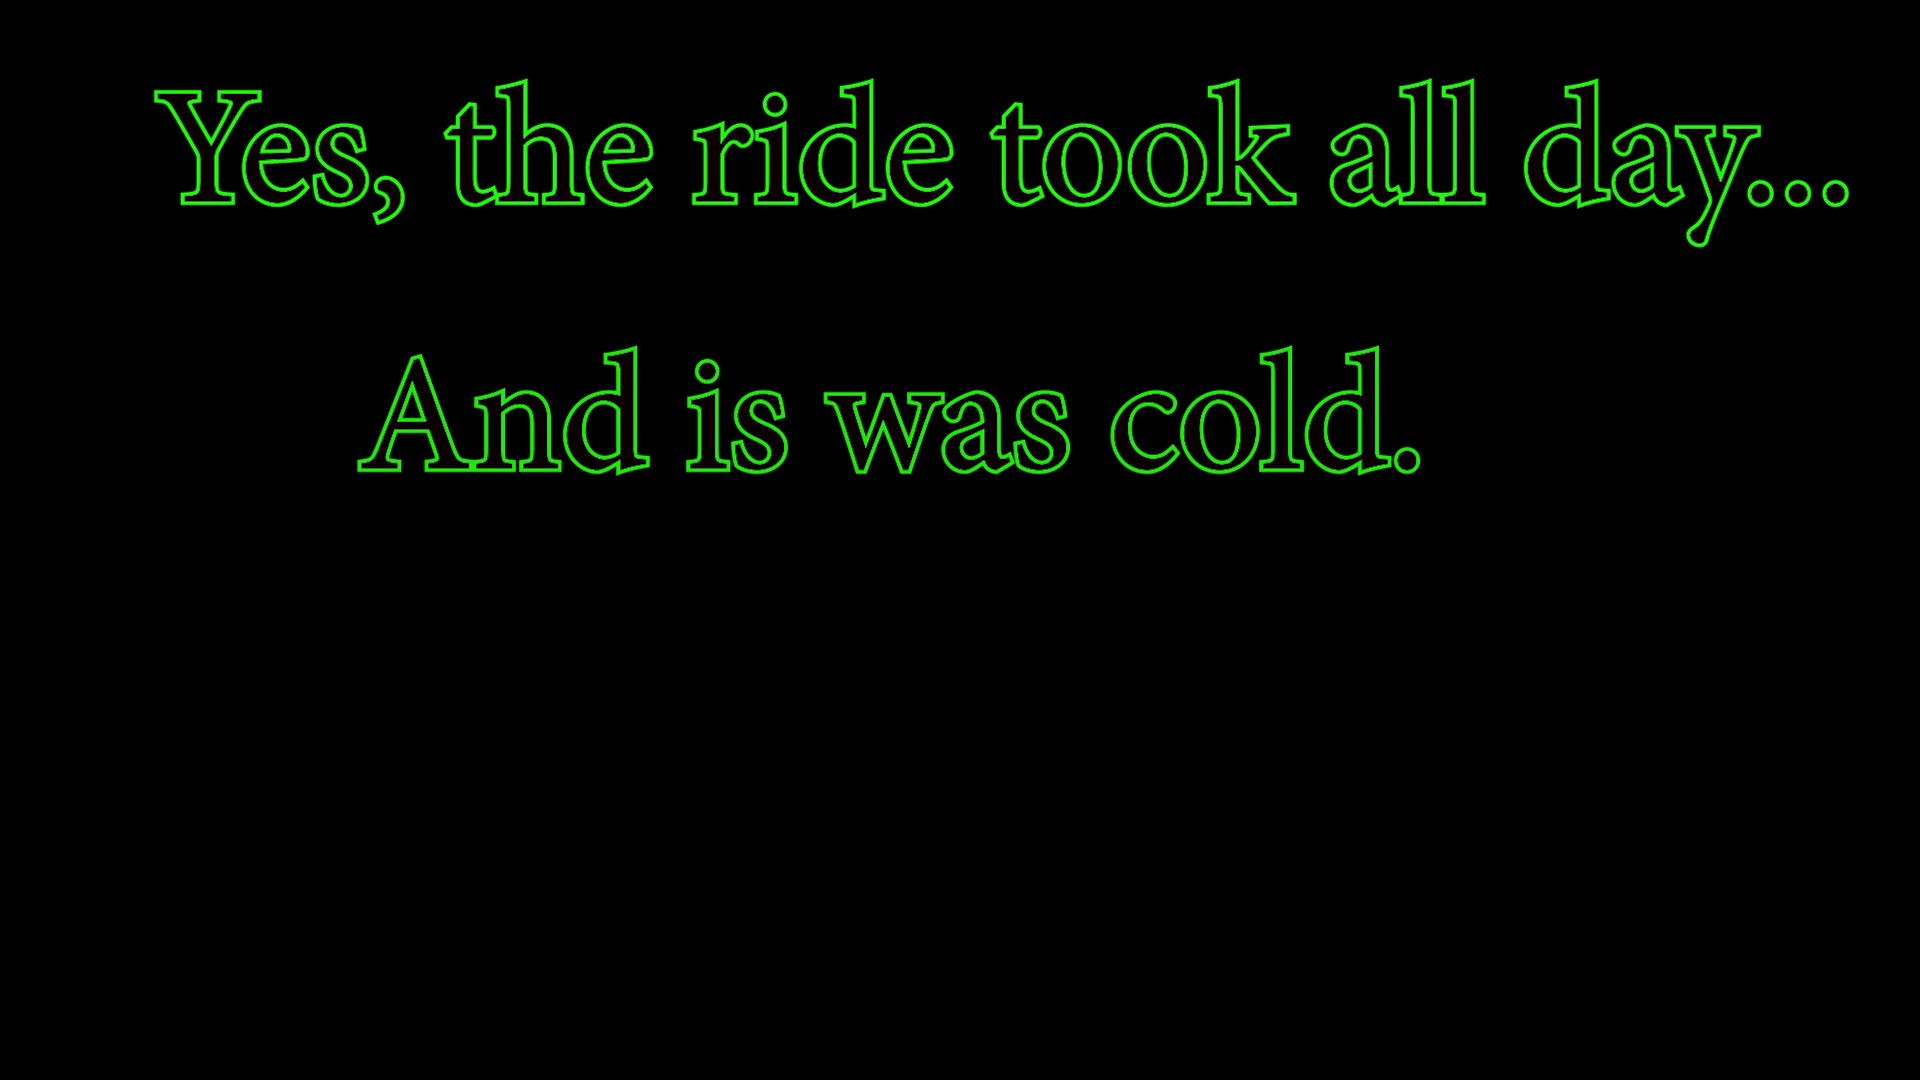 Yes, the ride took all day...
And is was cold.